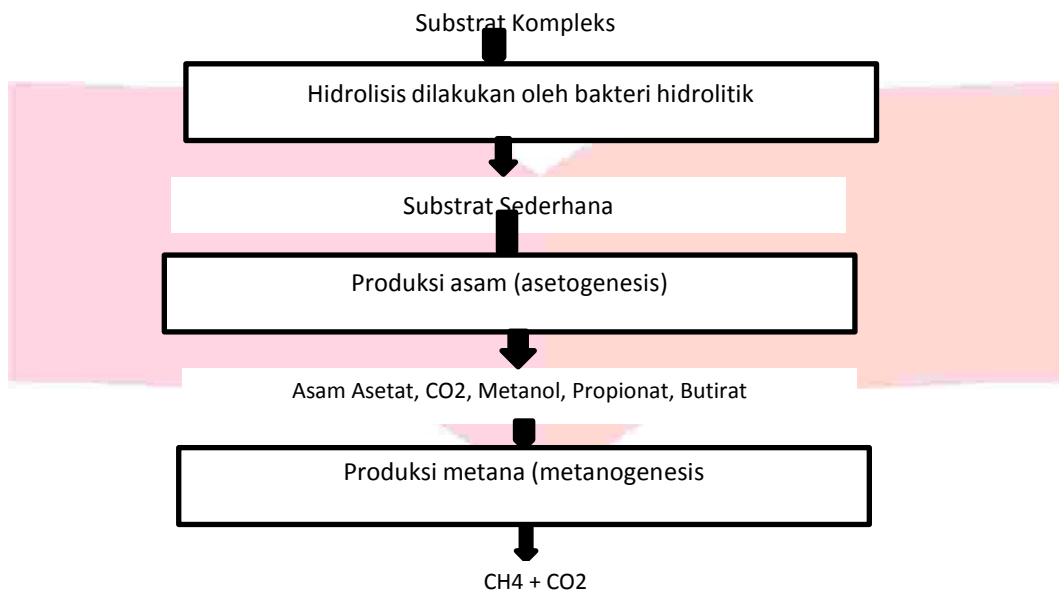 Substrat Kompleks
Hidrolisis dilakukan oleh bakteri hidrolitik
Substrat Sederhana
Produksi asam (asetogenesis)
Asam Asetat, CO2, Metanol, Propionat, Butirat
Produksi metana (metanogenesis
CH4 + CO2